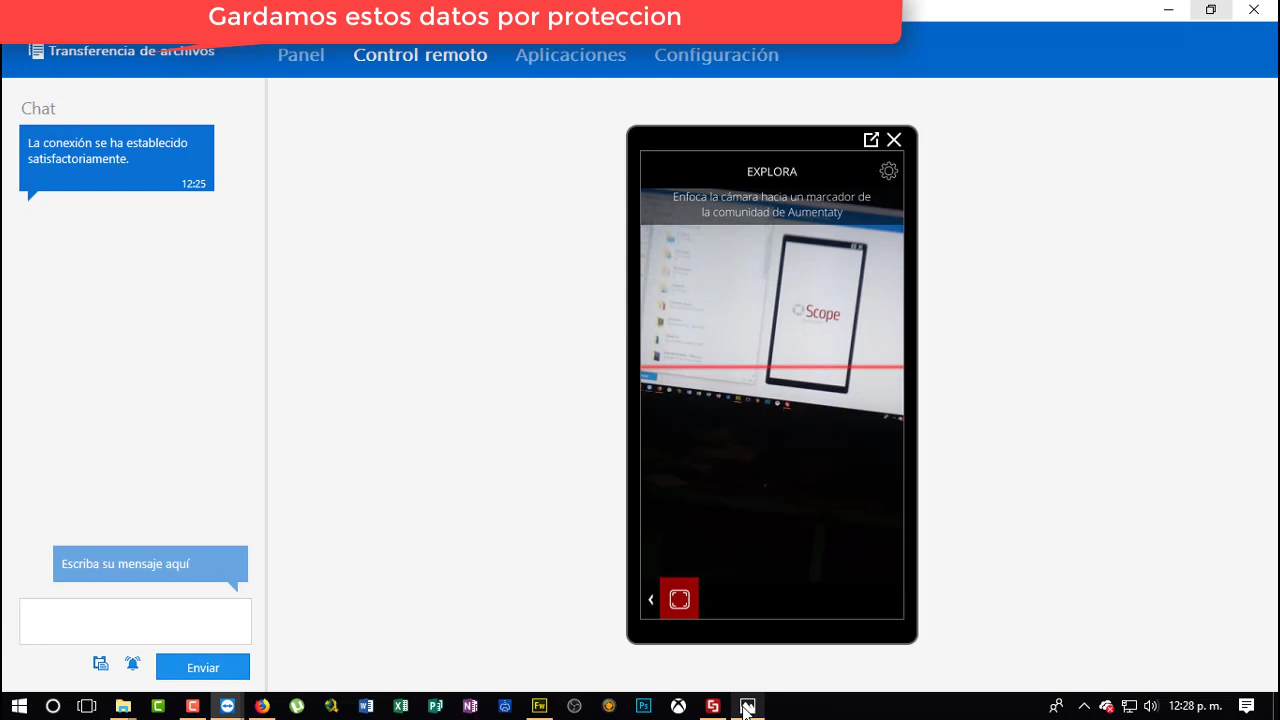 Gardamos estos datos por proteccion
Transferencia de archivos
Panel
Control remoto
Aplicaciones
Configuración
Chat
La conexión se ha establecido
satisfactoriamente.
12:25
EXPLORA
Enfoca la cámara hacia un marcador de
la comunidad de Aumentaty
Scope
Escriba su mensaje aquí
Enviar
Fw
Ps
12:28 p. m.